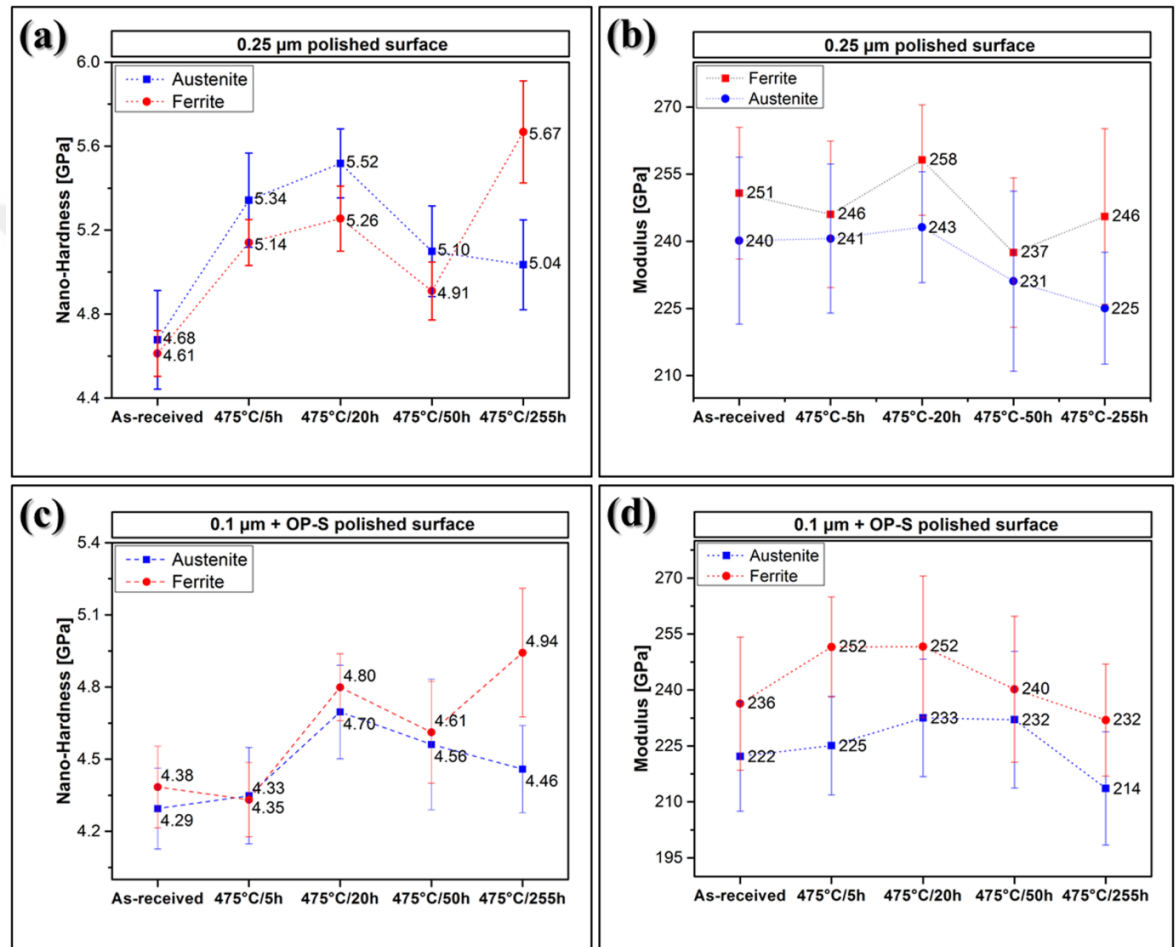 (a)
0.25 µm polished surface
Austenite
Ferrite
Nano-Hardness [GPa]
6.0
5.6
5.2
4.8
4.4
4.68
4.61
5.34
5.14
5.52
5.26
5.10
4.91
5.67
5.04
As-received 475°C/5h 475°C/20h 475°C/50h 475°C/255h
(b)
0.25 µm polished surface
Ferrite
Austenite
Modulus [GPa]
270
255
240
225
210
251
240
246
241
258
243
237
231
246
225
As-received 475°C-5h 475°C-20h 475°C-50h 475°C-255h
(c)
0.1 µm + OP-S polished surface
Austenite
Ferrite
Nano-Hardness [GPa]
5.4
5.1
4.8
4.5
4.2
4.38
4.29
4.33
4.35
4.80
4.70
4.61
4.56
4.94
4.46
As-received 475°C/5h 475°C/20h 475°C/50h 475°C/255h
(d)
0.1 µm + OP-S polished surface
Austenite
Ferrite
Modulus [GPa]
270
255
240
225
210
195
236
222
252
225
252
233
240
232
232
214
As-received 475°C/5h 475°C/20h 475°C/50h 475°C/255h